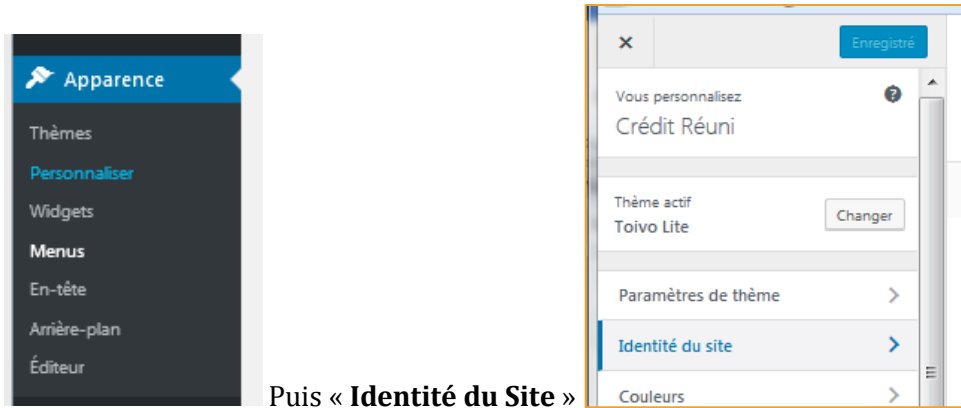 Apparence
Thèmes
Personnaliser
Widgets
Menus
En-tête
Arrière-plan
Éditeur
Puis « Identité du Site »
Enregistré
Vous personnalisez
Crédit Réuni
Thème actif
Toivo Lite
Changer
Paramètres de thème
Identité du site
Couleurs